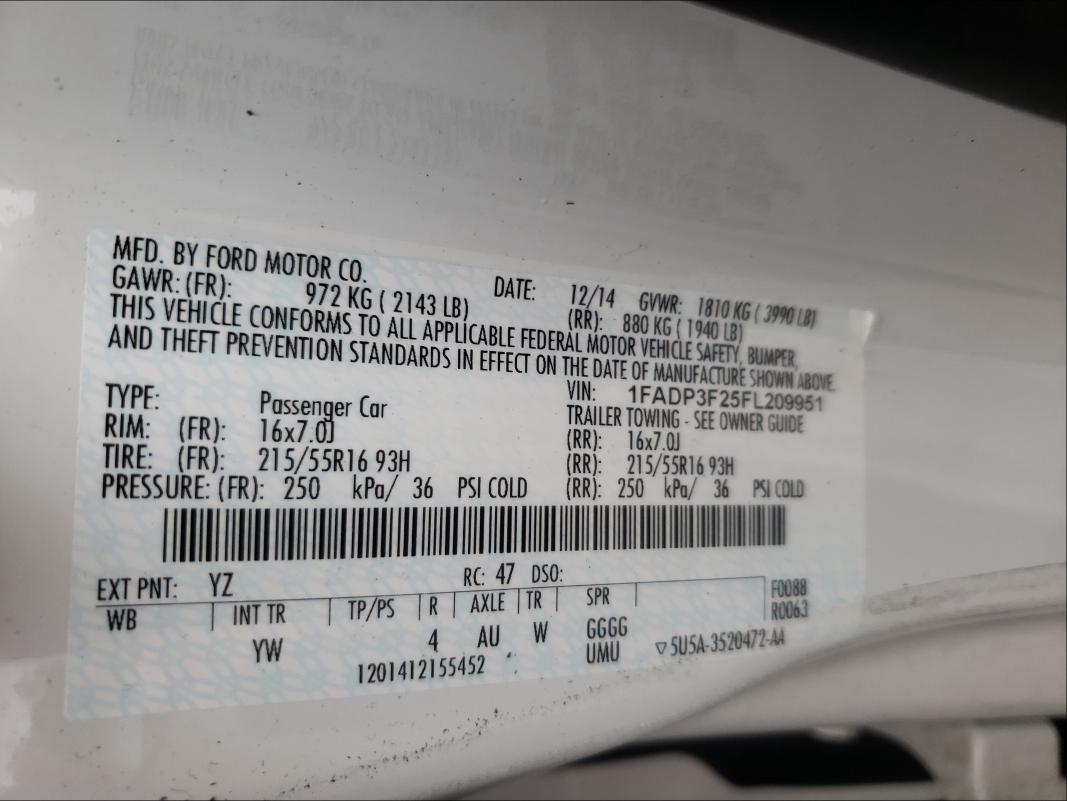 MFD. BY FORD MOTOR CO.
DATE: 12/14 GVWR: 1810 KG ( 3990 LB)
GAWR: (FR): 972 KG ( 2143 LB) (RR): 880 KG ( 1940 LB)
THIS VEHICLE CONFORMS TO ALL APPLICABLE FEDERAL MOTOR VEHICLE SAFETY, BUMPER,
AND THEFT PREVENTION STANDARDS IN EFFECT ON THE DATE OF MANUFACTURE SHOWN ABOVE.
VIN: 1FADP3F25FL209951
TYPE: Passenger Car TRAILER TOWING - SEE OWNER GUIDE
RIM: (FR): 16x7.0J (RR): 16x7.0J
TIRE: (FR): 215/55R16 93H (RR): 215/55R16 93H
PRESSURE: (FR): 250 kPa/ 36 PSI COLD (RR): 250 kPa/ 36 PSI COLD
EXT PNT: YZ RC: 47 DSO: F0088
WB INT TR TP/PS R AXLE TR SPR R0063
YW 4 AU W GGGG
1201412155452 UMU ▽ 5U5A-3520472-AA